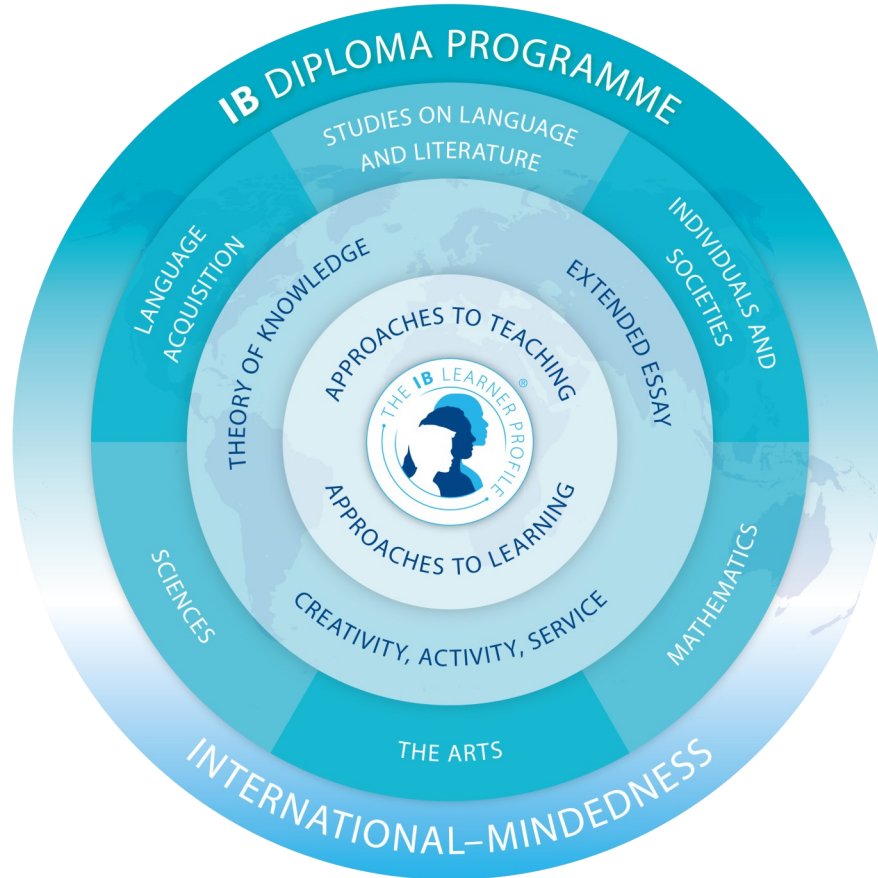 IB DIPLOMA PROGRAMME
STUDIES ON LANGUAGE
AND LITERATURE
LANGUAGE
ACQUISITION
INDIVIDUALS AND
SOCIETIES
THEORY OF KNOWLEDGE
EXTENDED ESSAY
APPROACHES TO TEACHING
THE IB LEARNER PROFILE ®
APPROACHES TO LEARNING
CREATIVITY, ACTIVITY, SERVICE
SCIENCES
MATHEMATICS
THE ARTS
INTERNATIONAL–MINDEDNESS